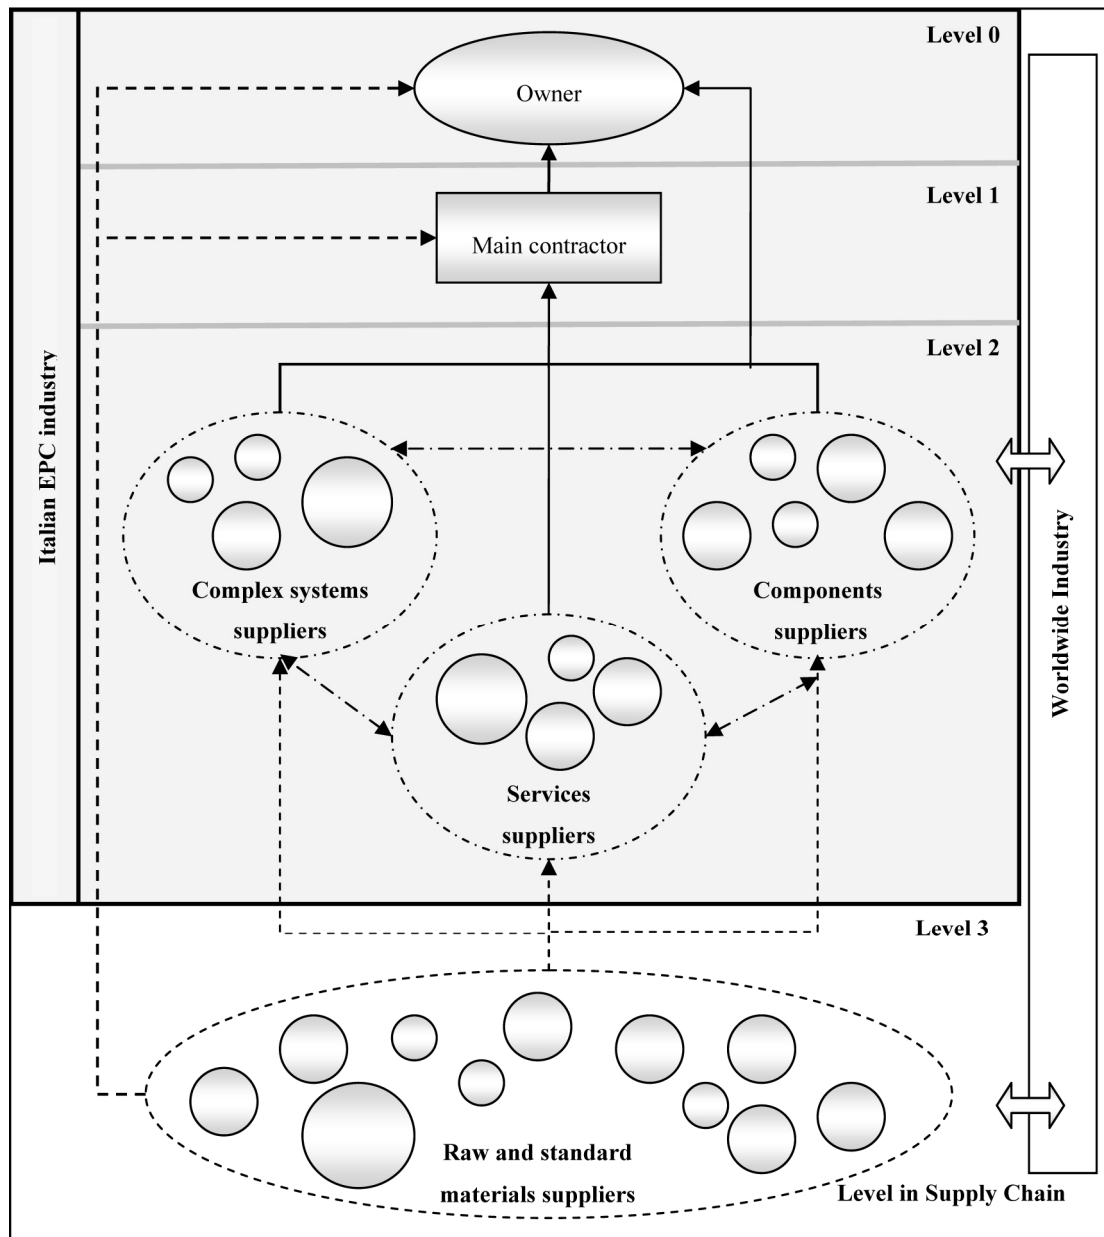 Level 0
Owner
Level 1
Main contractor
Level 2
Italian EPC industry
Complex systems
suppliers
Components
suppliers
Worldwide Industry
Services
suppliers
Level 3
Raw and standard
materials suppliers
Level in Supply Chain